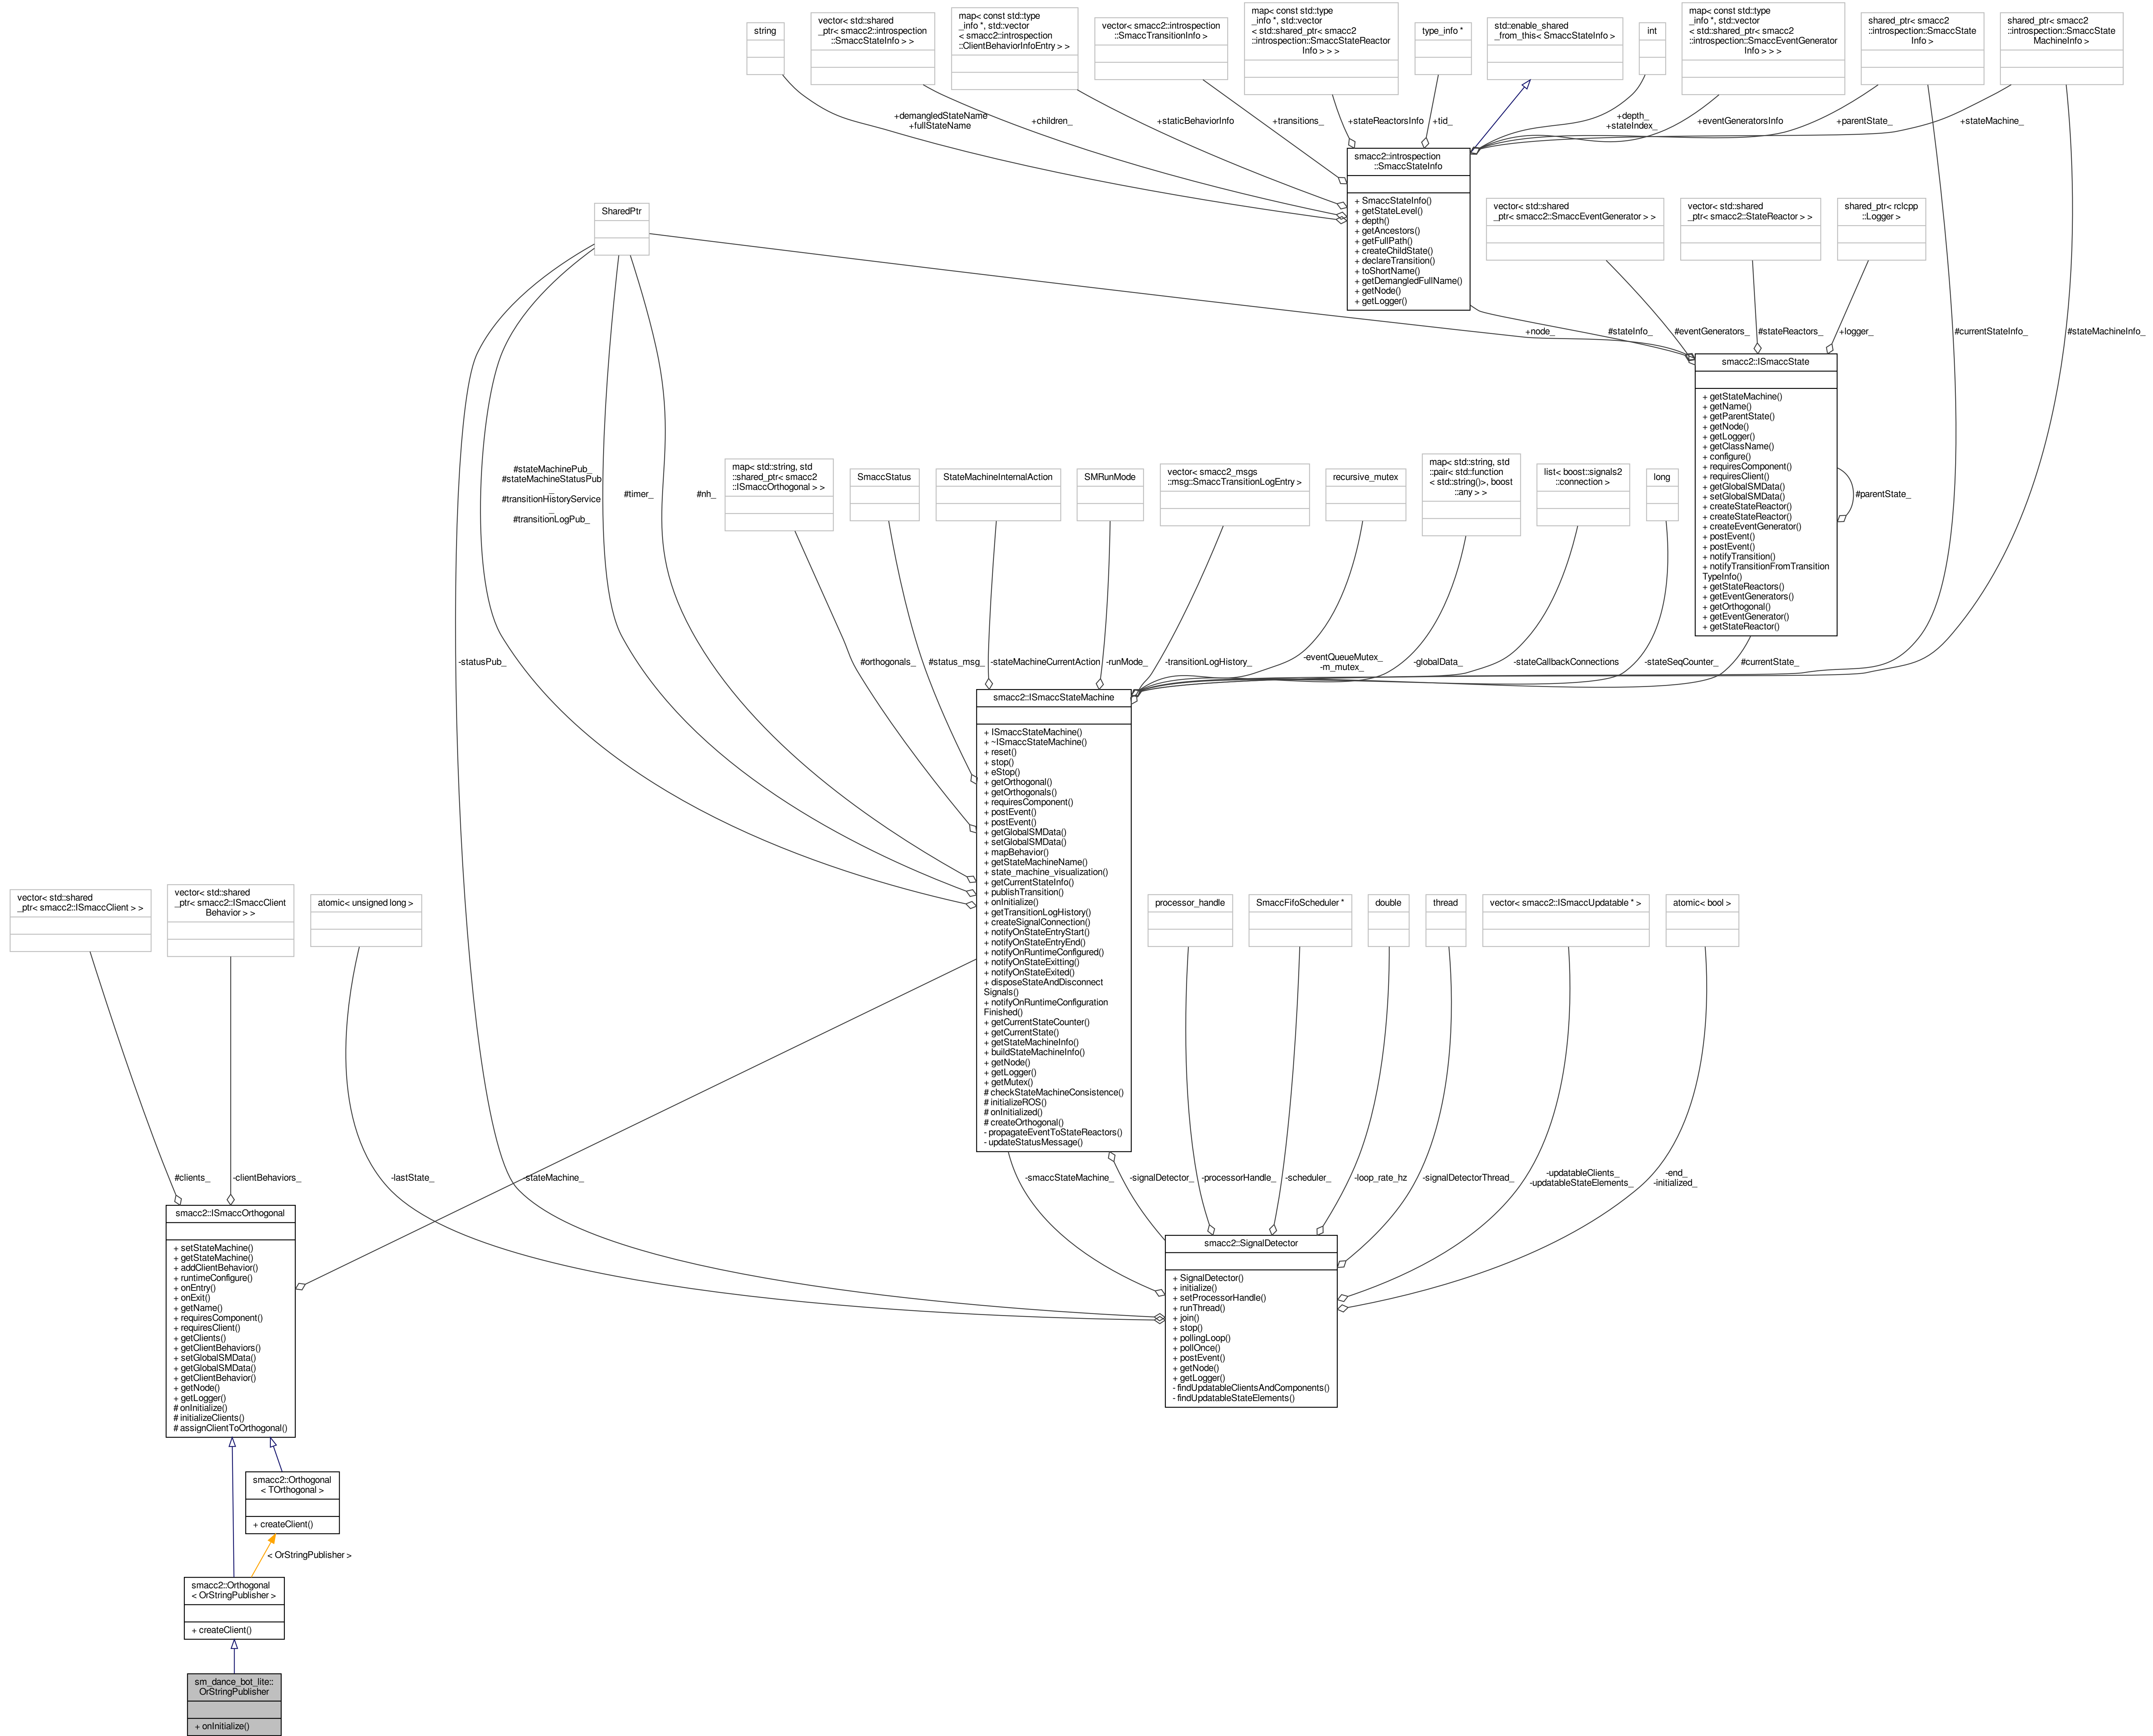 string
vector< std::shared
_ptr< smacc2::introspection
::SmaccStateInfo > >
map< const std::type
_info *, std::vector
< smacc2::introspection
::ClientBehaviorInfoEntry > >
vector< smacc2::introspection
::SmaccTransitionInfo >
map< const std::type
_info *, std::vector
< std::shared_ptr< smacc2
::introspection::SmaccStateReactor
Info > > >
type_info *
std::enable_shared
_from_this< SmaccStateInfo >
int
map< const std::type
_info *, std::vector
< std::shared_ptr< smacc2
::introspection::SmaccEventGenerator
Info > > >
shared_ptr< smacc2
::introspection::SmaccState
Info >
shared_ptr< smacc2
::introspection::SmaccState
MachineInfo >
+demangledStateName
+fullStateName
+children_
+staticBehaviorInfo
+transitions_
+stateReactorsInfo
+tid_
+depth_
+stateIndex_
+eventGeneratorsInfo
+parentState_
+stateMachine_
smacc2::introspection
::SmaccStateInfo
+ SmaccStateInfo()
+ getStateLevel()
+ depth()
+ getAncestors()
+ getFullPath()
+ createChildState()
+ declareTransition()
+ toShortName()
+ getDemangledFullName()
+ getNode()
+ getLogger()
SharedPtr
vector< std::shared
_ptr< smacc2::SmaccEventGenerator > >
vector< std::shared
_ptr< smacc2::StateReactor > >
shared_ptr< rclcpp
::Logger >
+node_
#stateInfo_
#eventGenerators_
#stateReactors_
+logger_
#currentStateInfo_
#stateMachineInfo_
smacc2::ISmaccState
+ getStateMachine()
+ getName()
+ getParentState()
+ getNode()
+ getLogger()
+ getClassName()
+ configure()
+ requiresComponent()
+ requiresClient()
+ getGlobalSMData()
+ setGlobalSMData()
+ createStateReactor()
+ createStateReactor()
+ createEventGenerator()
+ postEvent()
+ postEvent()
+ notifyTransition()
+ notifyTransitionFromTransition
TypeInfo()
+ getStateReactors()
+ getEventGenerators()
+ getOrthogonal()
+ getEventGenerator()
+ getStateReactor()
#parentState_
#stateMachinePub_
#stateMachineStatusPub
_
#transitionHistoryService
_
#transitionLogPub_
#timer_
#nh_
map< std::string, std
::shared_ptr< smacc2
::ISmaccOrthogonal > >
SmaccStatus
StateMachineInternalAction
SMRunMode
vector< smacc2_msgs
::msg::SmaccTransitionLogEntry >
recursive_mutex
map< std::string, std
::pair< std::function
< std::string()>, boost
::any > >
list< boost::signals2
::connection >
long
-statusPub_
#orthogonals_
#status_msg_
-stateMachineCurrentAction
-runMode_
-transitionLogHistory_
-eventQueueMutex_
-m_mutex_
-globalData_
-stateCallbackConnections
-stateSeqCounter_
#currentState_
smacc2::ISmaccStateMachine
+ ISmaccStateMachine()
+ ~ISmaccStateMachine()
+ reset()
+ stop()
+ eStop()
+ getOrthogonal()
+ getOrthogonals()
+ requiresComponent()
+ postEvent()
+ postEvent()
+ getGlobalSMData()
+ setGlobalSMData()
+ mapBehavior()
+ getStateMachineName()
+ state_machine_visualization()
+ getCurrentStateInfo()
+ publishTransition()
+ onInitialize()
+ getTransitionLogHistory()
+ createSignalConnection()
+ notifyOnStateEntryStart()
+ notifyOnStateEntryEnd()
+ notifyOnRuntimeConfigured()
+ notifyOnStateExitting()
+ notifyOnStateExited()
+ disposeStateAndDisconnect
Signals()
+ notifyOnRuntimeConfiguration
Finished()
+ getCurrentStateCounter()
+ getCurrentState()
+ getStateMachineInfo()
+ buildStateMachineInfo()
+ getNode()
+ getLogger()
+ getMutex()
# checkStateMachineConsistence()
# initializeROS()
# onInitialized()
# createOrthogonal()
- propagateEventToStateReactors()
- updateStatusMessage()
vector< std::shared
_ptr< smacc2::ISmaccClient > >
vector< std::shared
_ptr< smacc2::ISmaccClient
Behavior > >
atomic< unsigned long >
processor_handle
SmaccFifoScheduler *
double
thread
vector< smacc2::ISmaccUpdatable * >
atomic< bool >
#clients_
-clientBehaviors_
-lastState_
-stateMachine_
-smaccStateMachine_
-signalDetector_
-processorHandle_
-scheduler_
-loop_rate_hz
-signalDetectorThread_
-updatableClients_
-updatableStateElements_
-end_
-initialized_
smacc2::ISmaccOrthogonal
+ setStateMachine()
+ getStateMachine()
+ addClientBehavior()
+ runtimeConfigure()
+ onEntry()
+ onExit()
+ getName()
+ requiresComponent()
+ requiresClient()
+ getClients()
+ getClientBehaviors()
+ setGlobalSMData()
+ getGlobalSMData()
+ getClientBehavior()
+ getNode()
+ getLogger()
# onInitialize()
# initializeClients()
# assignClientToOrthogonal()
smacc2::SignalDetector
+ SignalDetector()
+ initialize()
+ setProcessorHandle()
+ runThread()
+ join()
+ stop()
+ pollingLoop()
+ pollOnce()
+ postEvent()
+ getNode()
+ getLogger()
- findUpdatableClientsAndComponents()
- findUpdatableStateElements()
smacc2::Orthogonal
< TOrthogonal >
+ createClient()
< OrStringPublisher >
smacc2::Orthogonal
< OrStringPublisher >
+ createClient()
sm_dance_bot_lite::
OrStringPublisher
+ onInitialize()